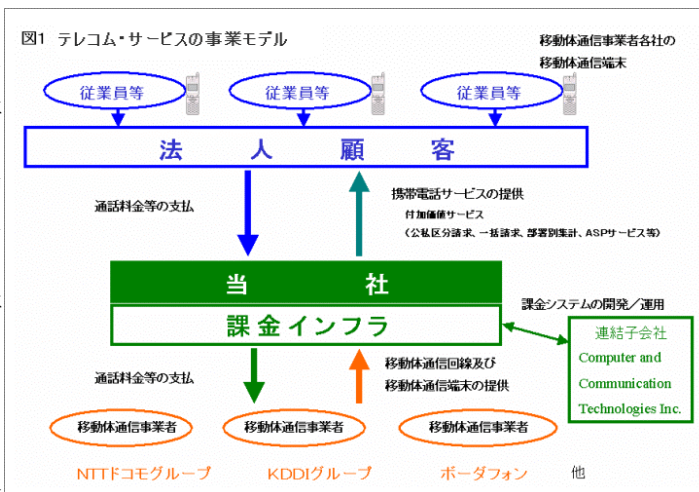 図1 テレコム・サービスの事業モデル
移動体通信事業者各社の
移動体通信端末
従業員等
従業員等
従業員等
法人顧客
通話料金等の支払
携帯電話サービスの提供
付加価値サービス
(公私区分請求、一括請求、部署別集計、ASPサービス等)
当社
課金インフラ
課金システムの開発/運用
連結子会社
Computer and
Communication
Technologies Inc.
通話料金等の支払
移動体通信回線及び
移動体通信端末の提供
移動体通信事業者
移動体通信事業者
移動体通信事業者
NTTドコモグループ
KDDIグループ
ボーダフォン
他